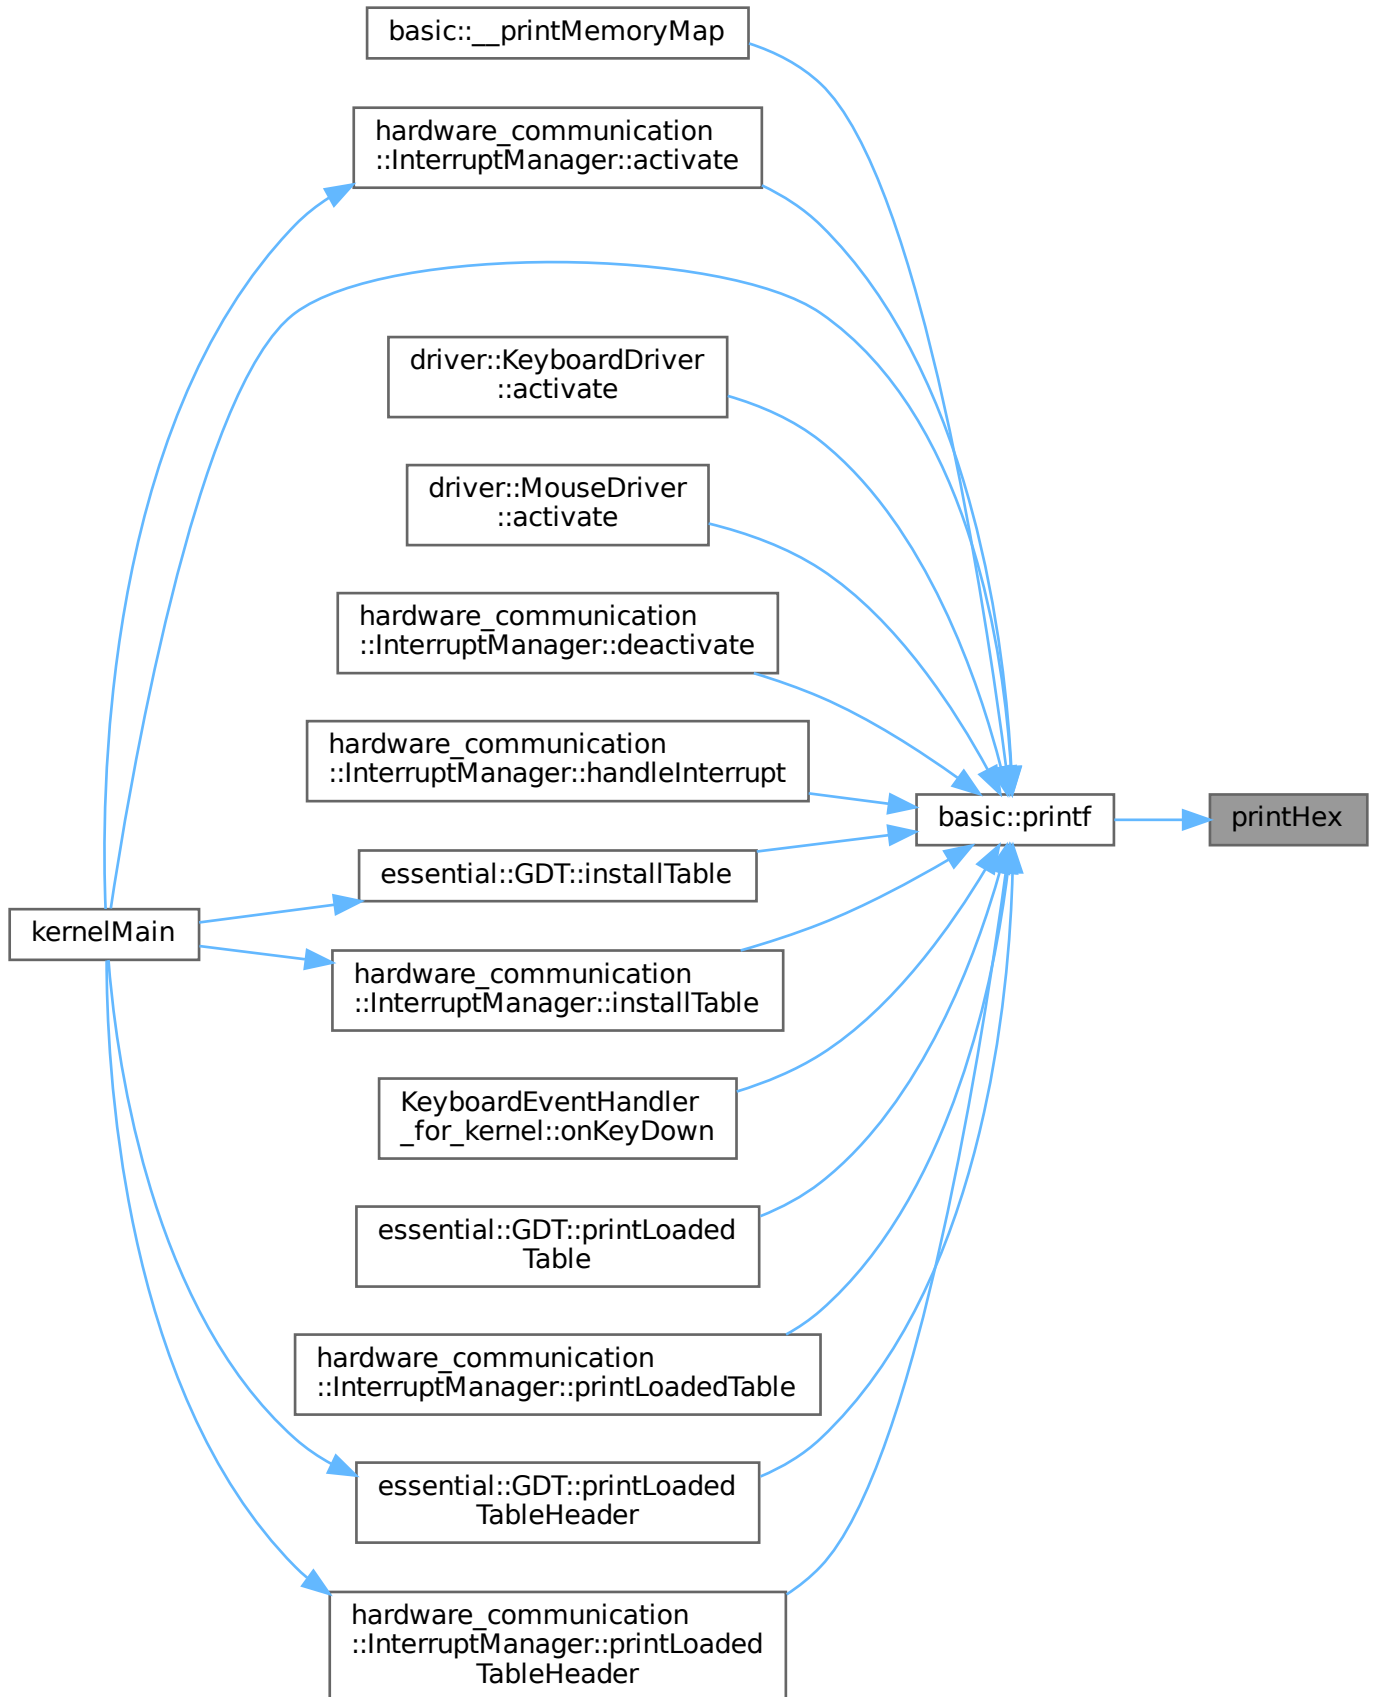 basic::__printMemoryMap
hardware_communication
::InterruptManager::activate
driver::KeyboardDriver
::activate
driver::MouseDriver
::activate
hardware_communication
::InterruptManager::deactivate
hardware_communication
::InterruptManager::handleInterrupt
basic::printf
printHex
essential::GDT::installTable
kernelMain
hardware_communication
::InterruptManager::installTable
KeyboardEventHandler
_for_kernel::onKeyDown
essential::GDT::printLoaded
Table
hardware_communication
::InterruptManager::printLoadedTable
essential::GDT::printLoaded
TableHeader
hardware_communication
::InterruptManager::printLoaded
TableHeader